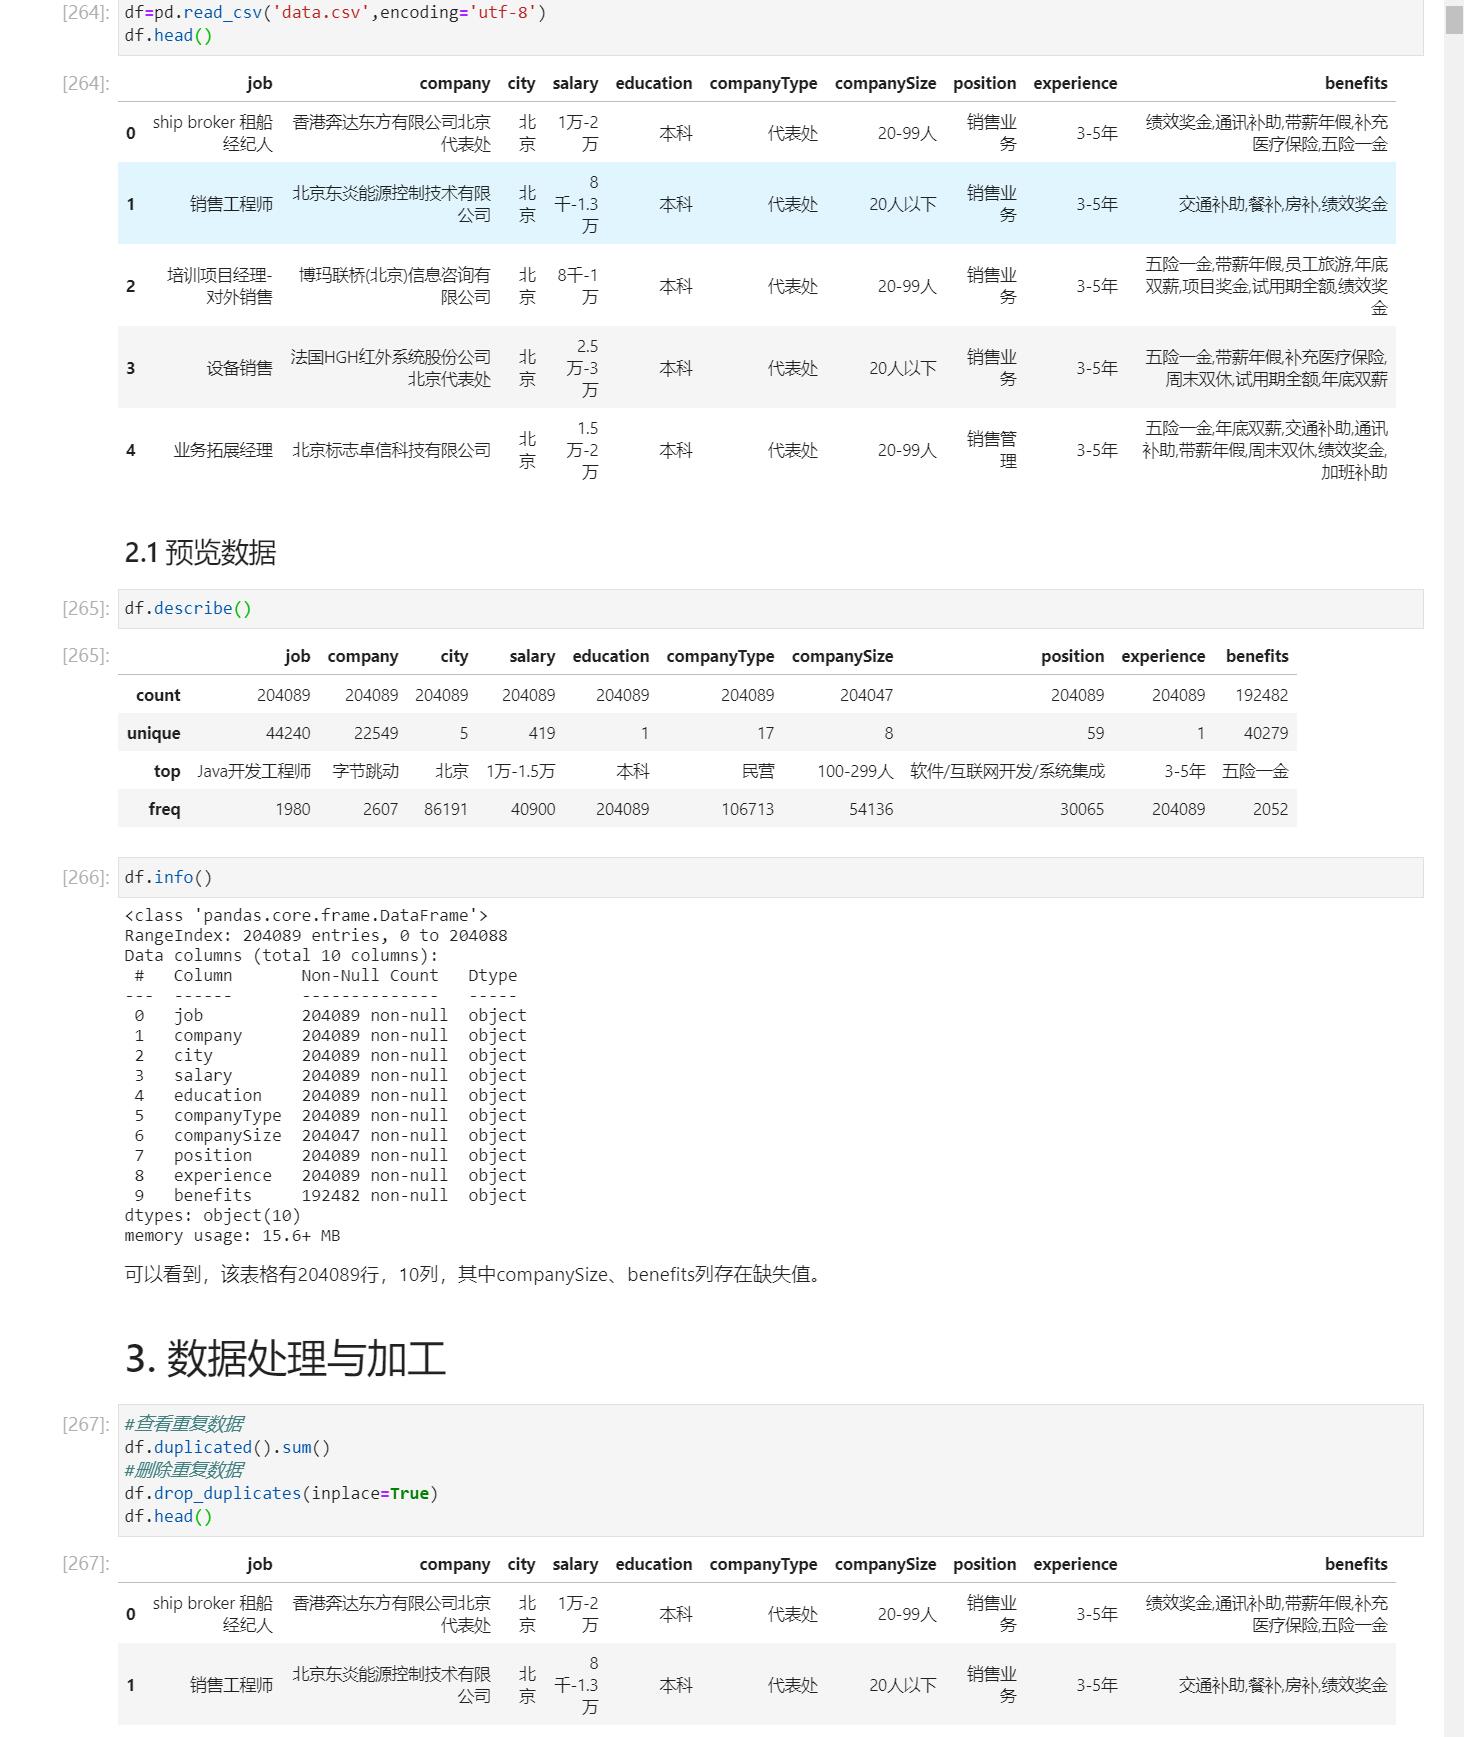 [264]: df=pd.read_csv('data.csv',encoding='utf-8')
df.head()
[264]: job company city salary education companyType companySize position experience benefits
0 ship broker 租船经纪人 香港奔达东方有限公司北京代表处 北京 1万-2万 本科 代表处 20-99人 销售业务 3-5年 绩效奖金,通讯补助,带薪年假,补充医疗保险,五险一金
1 销售工程师 北京东炎能源控制技术有限公司 北京 8千-1.3万 本科 代表处 20人以下 销售业务 3-5年 交通补助,餐补,房补,绩效奖金
2 培训项目经理-对外销售 博玛联桥(北京)信息咨询有限公司 北京 8千-1万 本科 代表处 20-99人 销售业务 3-5年 五险一金,带薪年假,员工旅游,年底双薪,项目奖金,试用期全额,绩效奖金
3 设备销售 法国HGH红外系统股份公司北京代表处 北京 2.5万-3万 本科 代表处 20人以下 销售业务 3-5年 五险一金,带薪年假,补充医疗保险,周末双休,试用期全额,年底双薪
4 业务拓展经理 北京标志卓信科技有限公司 北京 1.5万-2万 本科 代表处 20-99人 销售管理 3-5年 五险一金,年底双薪,交通补助,通讯补助,带薪年假,周末双休,绩效奖金,加班补助
2.1 预览数据
[265]: df.describe()
[265]: job company city salary education companyType companySize position experience benefits
count 204089 204089 204089 204089 204089 204089 204047 204089 204089 192482
unique 44240 22549 5 419 1 17 8 59 1 40279
top Java开发工程师 字节跳动 北京 1万-1.5万 本科 民营 100-299人 软件/互联网开发/系统集成 3-5年 五险一金
freq 1980 2607 86191 40900 204089 106713 54136 30065 204089 2052
[266]: df.info()
<class 'pandas.core.frame.DataFrame'>
RangeIndex: 204089 entries, 0 to 204088
Data columns (total 10 columns):
# Column Non-Null Count Dtype
--- ------ -------------- -----
0 job 204089 non-null object
1 company 204089 non-null object
2 city 204089 non-null object
3 salary 204089 non-null object
4 education 204089 non-null object
5 companyType 204089 non-null object
6 companySize 204047 non-null object
7 position 204089 non-null object
8 experience 204089 non-null object
9 benefits 192482 non-null object
dtypes: object(10)
memory usage: 15.6+ MB
可以看到，该表格有204089行，10列，其中companySize、benefits列存在缺失值。
3. 数据处理与加工
[267]: #查看重复数据
df.duplicated().sum()
#删除重复数据
df.drop_duplicates(inplace=True)
df.head()
[267]: job company city salary education companyType companySize position experience benefits
0 ship broker 租船经纪人 香港奔达东方有限公司北京代表处 北京 1万-2万 本科 代表处 20-99人 销售业务 3-5年 绩效奖金,通讯补助,带薪年假,补充医疗保险,五险一金
1 销售工程师 北京东炎能源控制技术有限公司 北京 8千-1.3万 本科 代表处 20人以下 销售业务 3-5年 交通补助,餐补,房补,绩效奖金